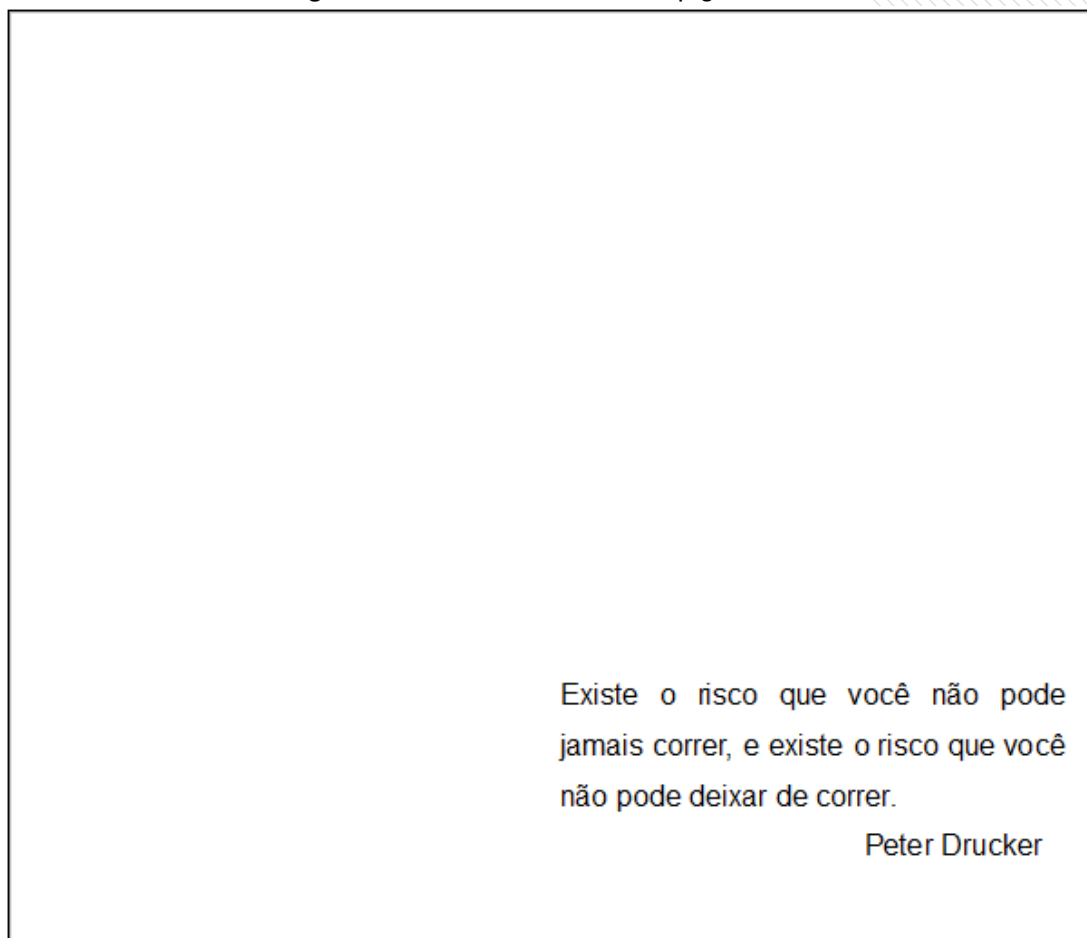 Existe o risco que você não pode
jamais correr, e existe o risco que você
não pode deixar de correr.
Peter Drucker